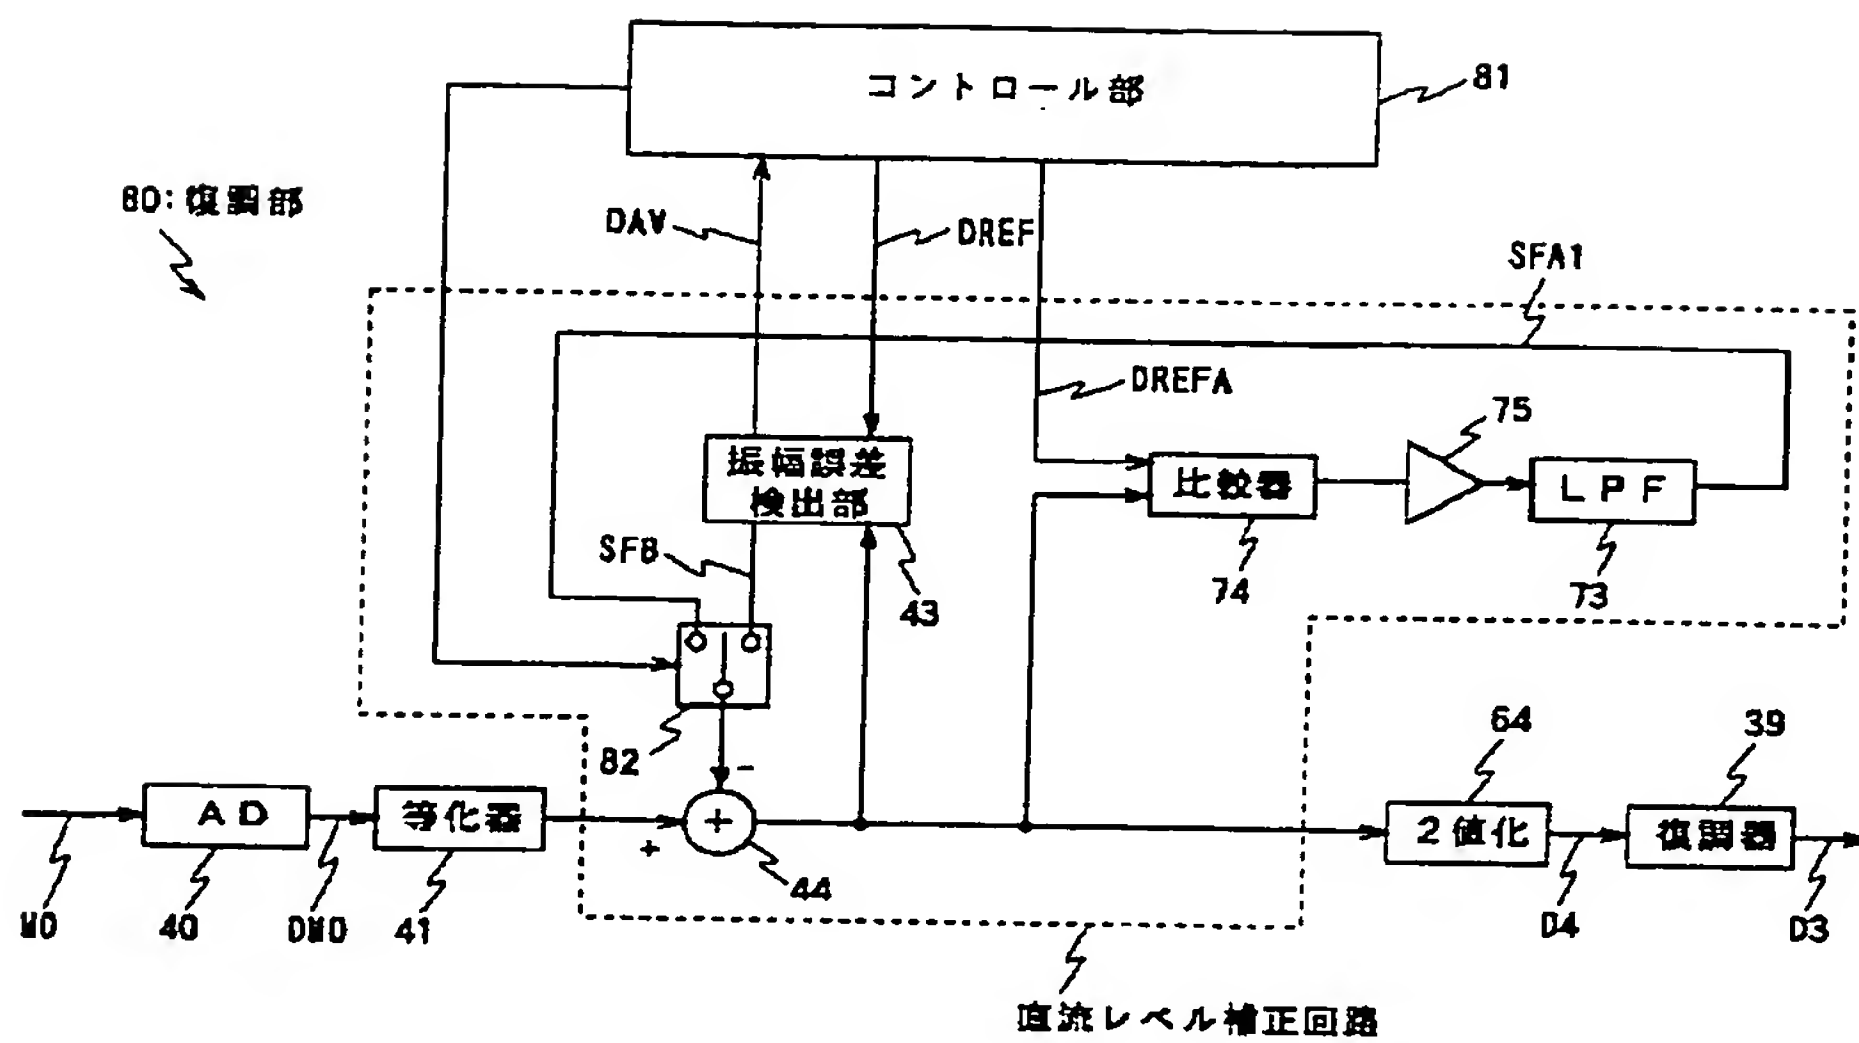 コントロール部
81
80:復調部
DAV
DREF
SFA1
DREFA
75
振幅誤差
検出部
比較器
LPF
SFB
43
74
73
82
-
64
39
AD
等化器
+
+
2値化
復調器
44
MO
40
DMO
41
D4
D3
直流レベル補正回路